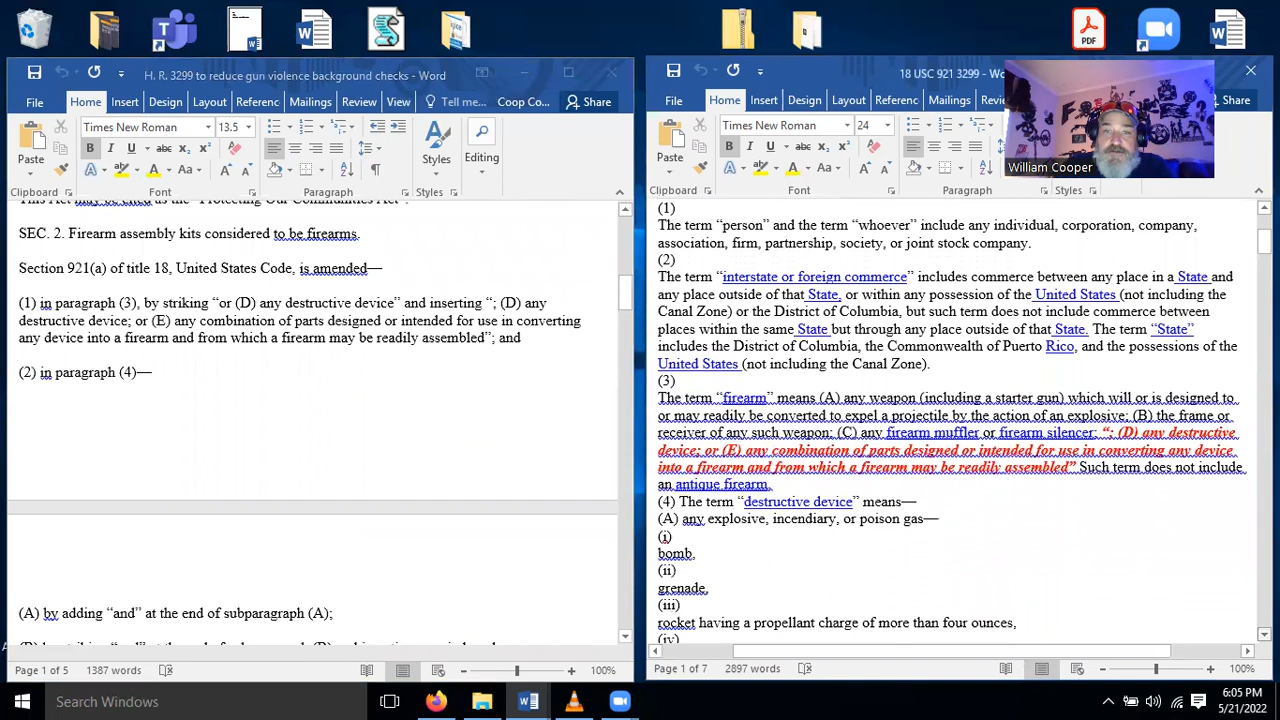 H. R. 3299 to reduce gun violence background checks - Word
File Home Insert Design Layout Referenc Mailings Review View Tell me... Coop Co... Share
Times New Roman 13.5
Paste
Styles
Editing
Clipboard Font Paragraph Styles
This Act may be cited as the “Protecting Our Communities Act”.
SEC. 2. Firearm assembly kits considered to be firearms.
Section 921(a) of title 18, United States Code, is amended—
(1) in paragraph (3), by striking “or (D) any destructive device” and inserting “; (D) any
destructive device; or (E) any combination of parts designed or intended for use in converting
any device into a firearm and from which a firearm may be readily assembled”; and
(2) in paragraph (4)—
(A) by adding “and” at the end of subparagraph (A);
Page 1 of 5 1387 words 100%
18 USC 921 3299 - Wo
File Home Insert Design Layout Referenc Mailings Revie Share
William Cooper
Times New Roman 24
Paste
Clipboard Font Paragraph Styles
(1)
The term “person” and the term “whoever” include any individual, corporation, company,
association, firm, partnership, society, or joint stock company.
(2)
The term “interstate or foreign commerce” includes commerce between any place in a State and
any place outside of that State, or within any possession of the United States (not including the
Canal Zone) or the District of Columbia, but such term does not include commerce between
places within the same State but through any place outside of that State. The term “State”
includes the District of Columbia, the Commonwealth of Puerto Rico, and the possessions of the
United States (not including the Canal Zone).
(3)
The term “firearm” means (A) any weapon (including a starter gun) which will or is designed to
or may readily be converted to expel a projectile by the action of an explosive; (B) the frame or
receiver of any such weapon; (C) any firearm muffler or firearm silencer; “; (D) any destructive
device; or (E) any combination of parts designed or intended for use in converting any device
into a firearm and from which a firearm may be readily assembled” Such term does not include
an antique firearm.
(4) The term “destructive device” means—
(A) any explosive, incendiary, or poison gas—
(i)
bomb,
(ii)
grenade,
(iii)
rocket having a propellant charge of more than four ounces,
(iv)
Page 1 of 7 2897 words 100%
PDF
Search Windows
6:05 PM
5/21/2022